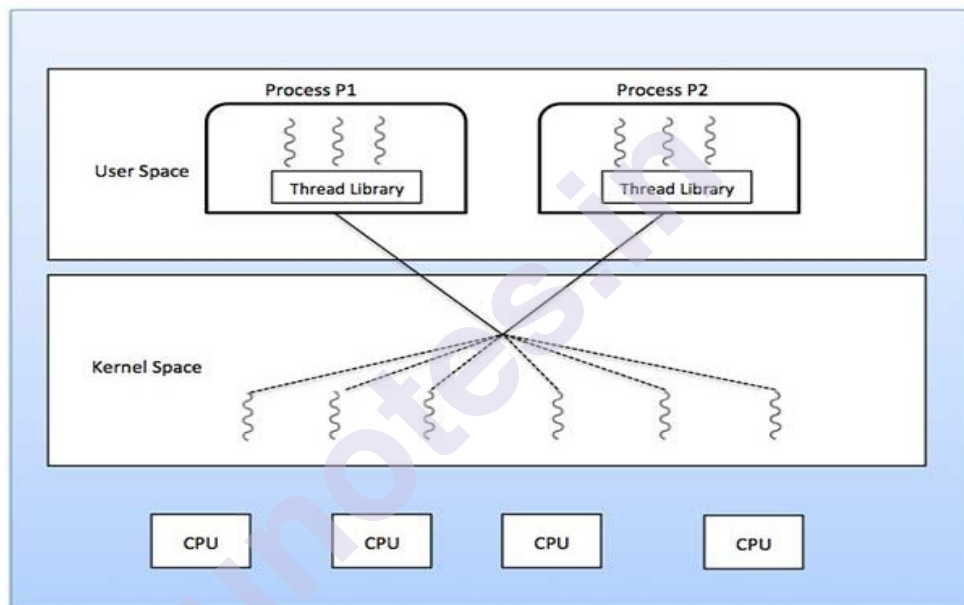 Process P1
Process P2
User Space
Thread Library
Thread Library
Kernel Space
CPU
CPU
CPU
CPU